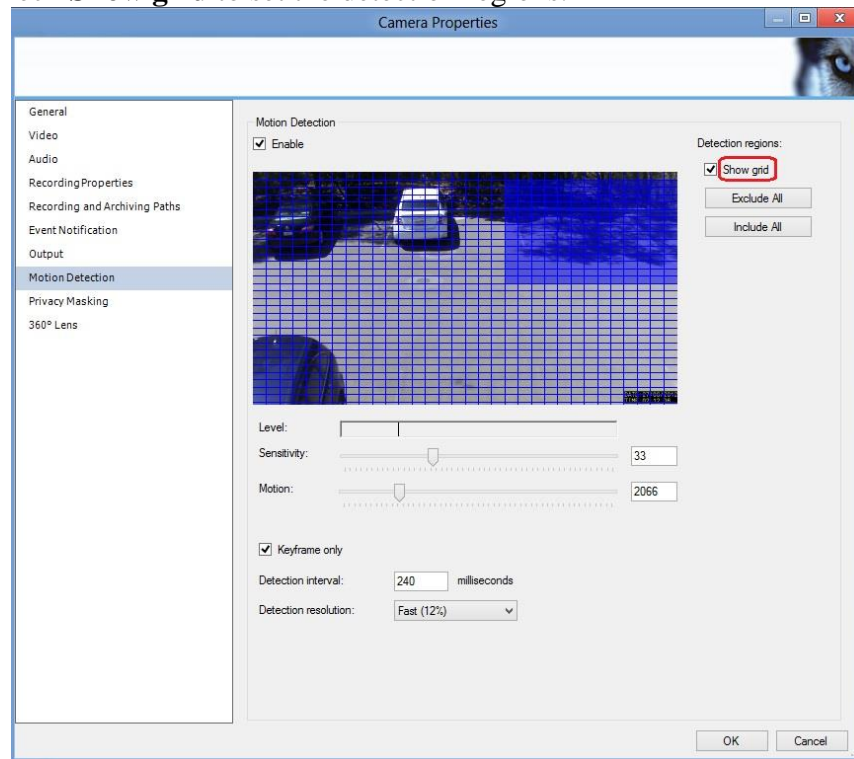 Camera Properties
General
Video
Audio
Recording Properties
Recording and Archiving Paths
Event Notification
Output
Motion Detection
Privacy Masking
360° Lens
Motion Detection
Enable
Detection regions:
Show grid
Exclude All
Include All
Level:
Sensitivity:
33
Motion:
2066
Keyframe only
Detection interval:
240
milliseconds
Detection resolution:
Fast (12%)
OK
Cancel